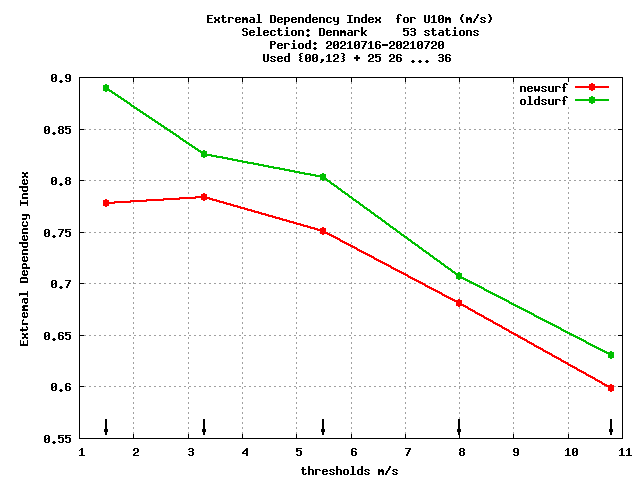 Extremal Dependency Index  for U10m (m/s)
Selection: Denmark     53 stations
Period: 20210716-20210720
Used {00,12} + 25 26 ... 36
newsurf
oldsurf
Extremal Dependency Index
0.9
0.85
0.8
0.75
0.7
0.65
0.6
0.55
1 2 3 4 5 6 7 8 9 10 11
thresholds m/s